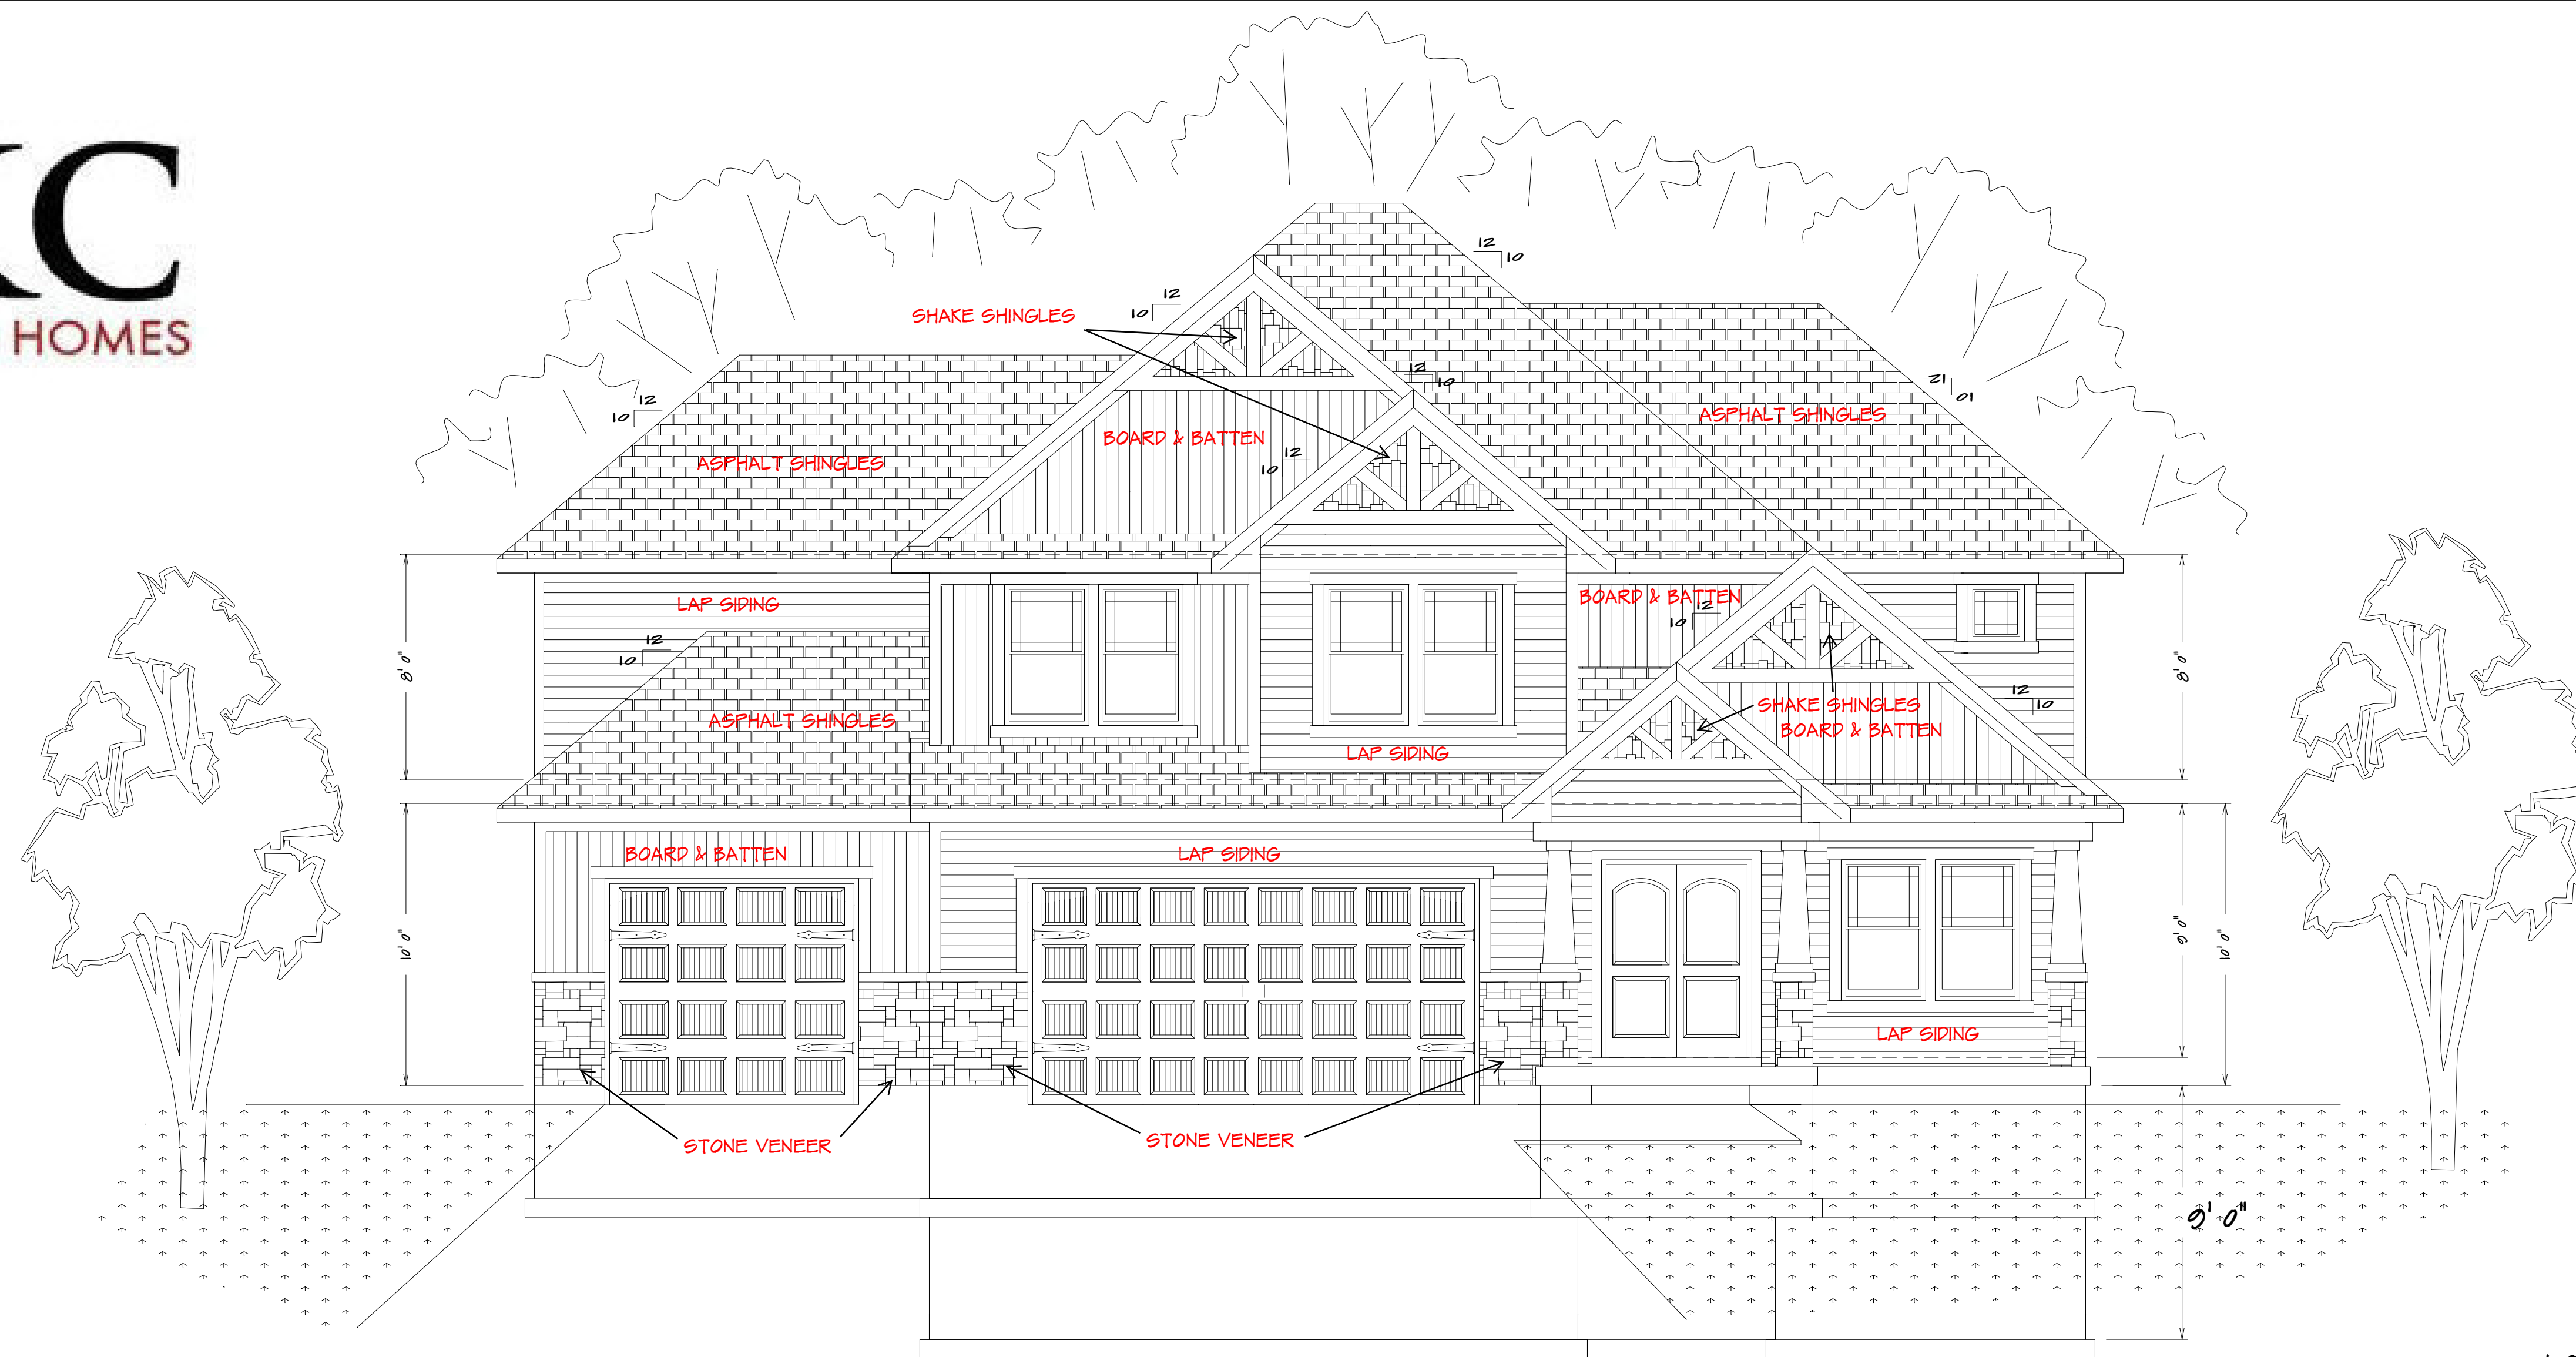 KC
HOMES
12
10
12
10
SHAKE SHINGLES
12
10
12
10
12
10
ASPHALT SHINGLES
BOARD & BATTEN
12
10
ASPHALT SHINGLES
LAP SIDING
BOARD & BATTEN
12
10
12
10
8' 0"
8' 0"
12
10
SHAKE SHINGLES
BOARD & BATTEN
ASPHALT SHINGLES
LAP SIDING
BOARD & BATTEN
LAP SIDING
10' 0"
9' 0"
10' 0"
LAP SIDING
STONE VENEER
STONE VENEER
9' 0"